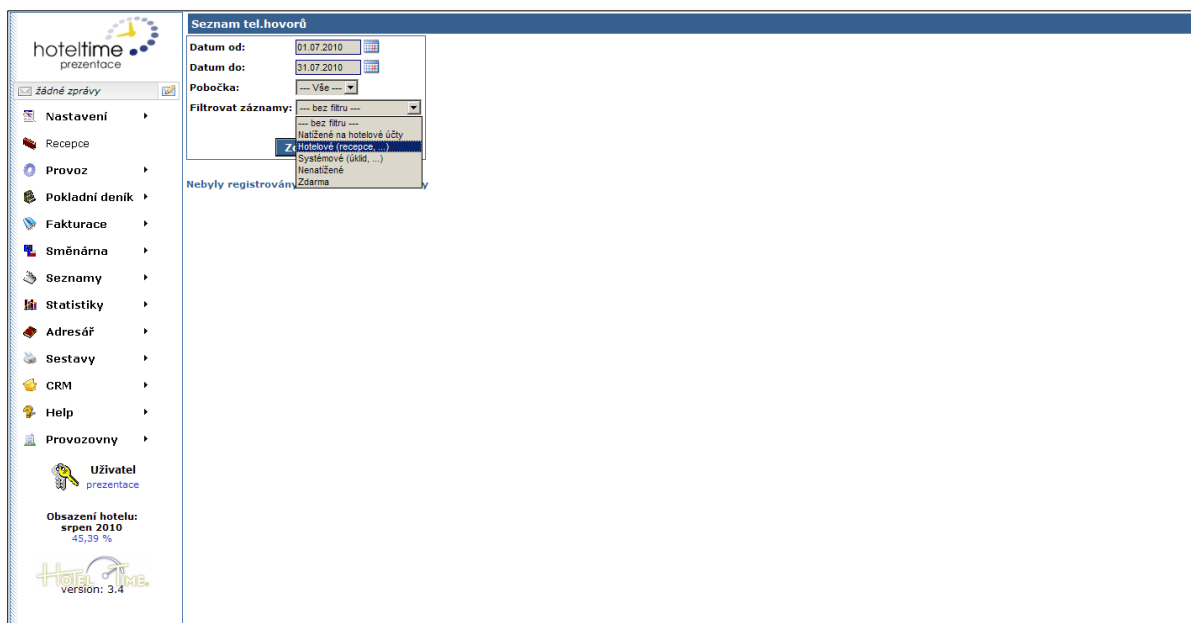 hoteltime
prezentace
žádné zprávy
Nastavení
Recepce
Provoz
Pokladní deník
Fakturace
Směnárna
Seznamy
Statistiky
Adresář
Sestavy
CRM
Help
Provozovny
Uživatel
prezentace
Obsazení hotelu:
srpen 2010
45,39 %
HOTEL TIME.
version: 3.4
Seznam tel.hovorů
Datum od: 01.07.2010
Datum do: 31.07.2010
Pobočka: --- Vše ---
Filtrovat záznamy: --- bez filtru ---
--- bez filtru ---
Natížené na hotelové účty
Hotelové (recepce, ...)
Systémové (úklid, ...)
Nenatížené
Zdarma
Nebyly